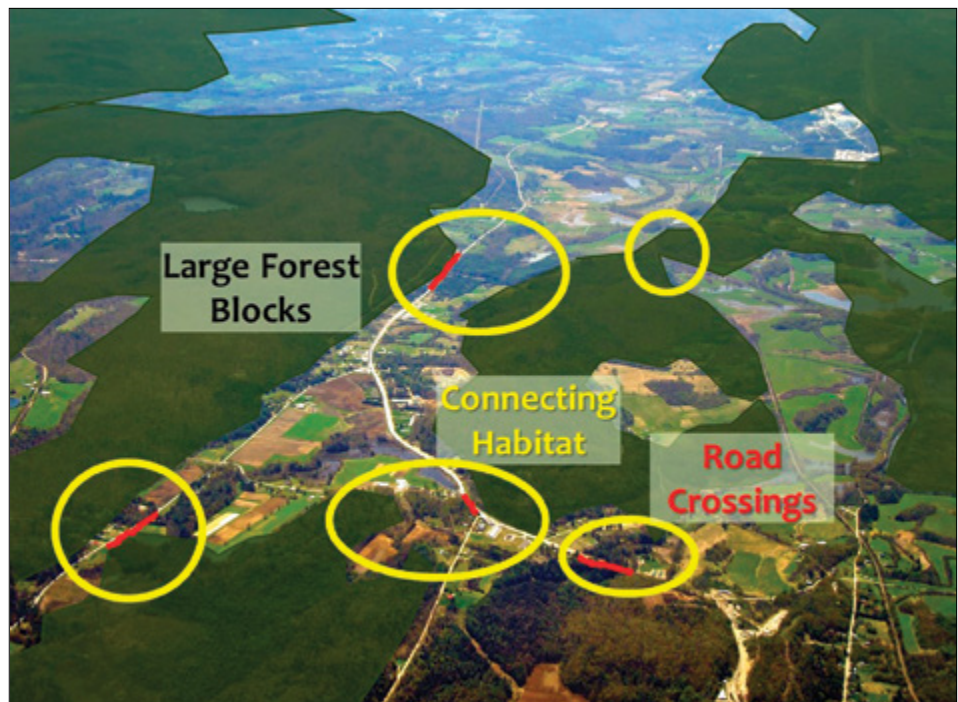 Large Forest
Blocks
Connecting
Habitat
Road
Crossings